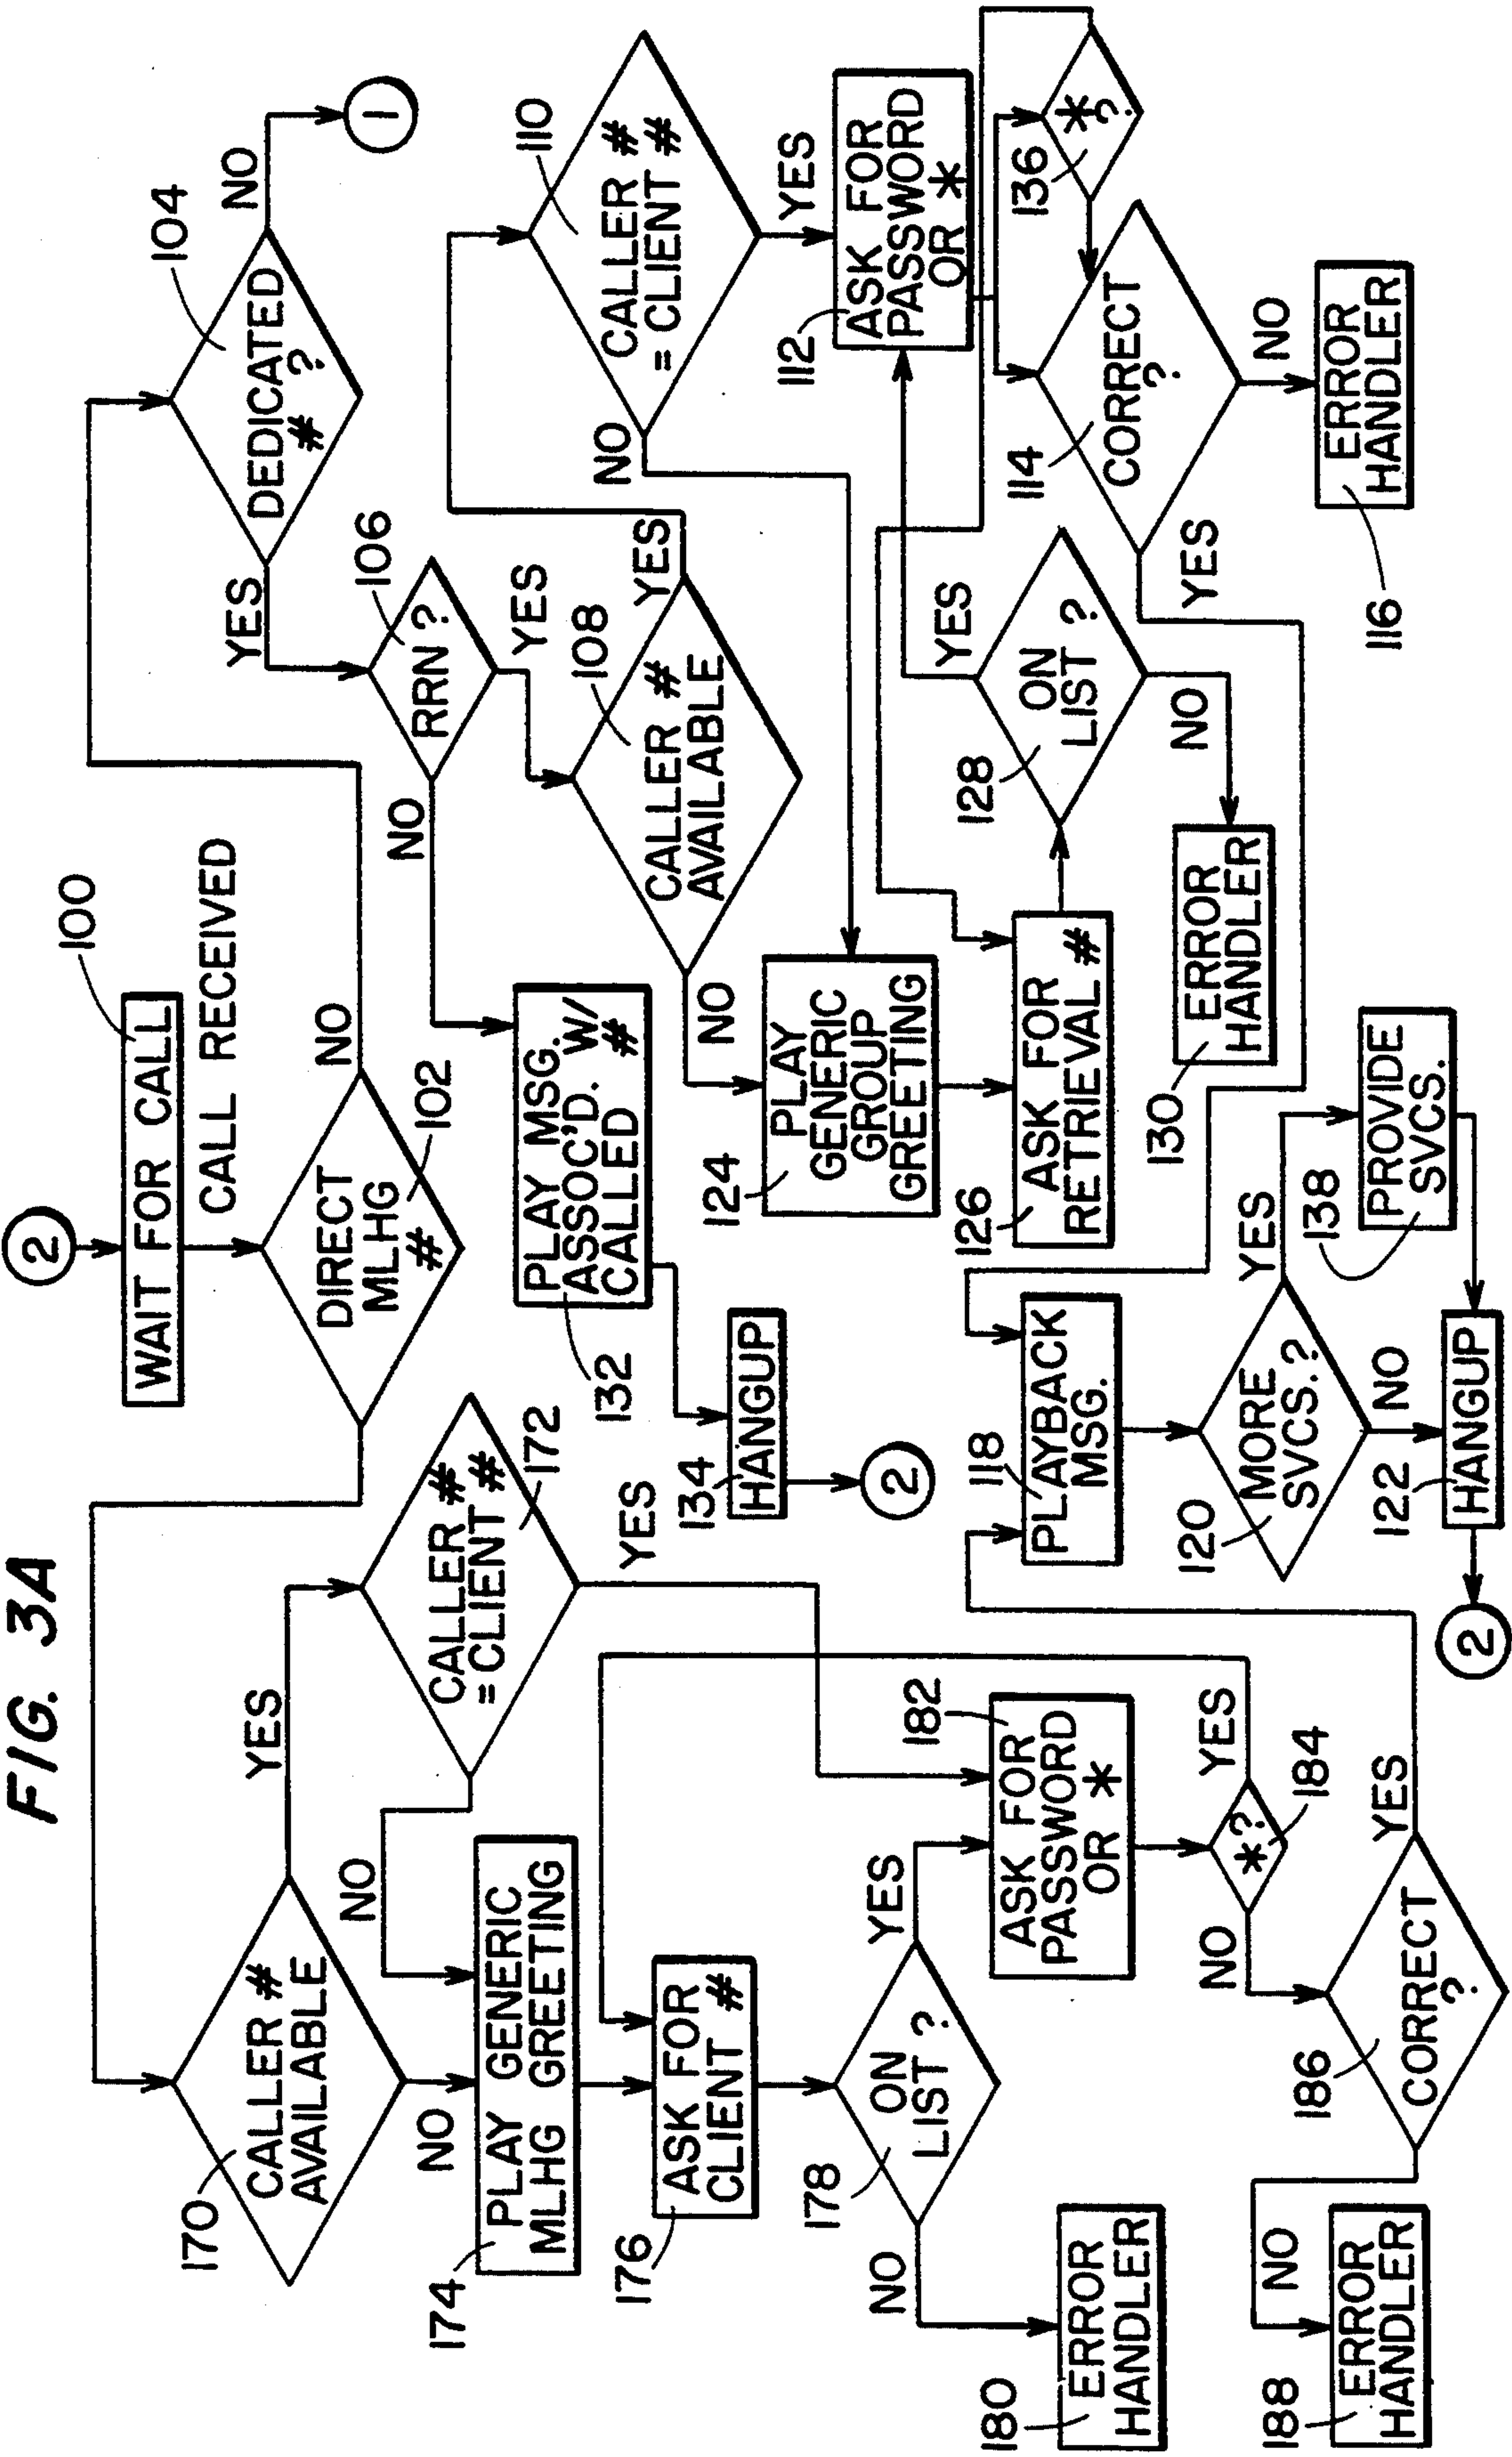 FIG. 3A
2
WAIT FOR CALL
100
CALL RECEIVED
DIRECT
MLHG
#
102
NO
DEDICATED
#?
104
NO
1
YES
RRN ?
106
NO
YES
CALLER #
AVAILABLE
108
YES
NO
CALLER #
= CLIENT #
110
NO
YES
ASK FOR
PASSWORD
OR *
112
*?
136
CORRECT
?
114
NO
ERROR
HANDLER
116
YES
PLAY MSG.
ASSOC'D. W/
CALLED #
132
HANGUP
134
2
PLAY
GENERIC
GROUP
GREETING
124
ASK FOR
RETRIEVAL #
126
ON
LIST ?
128
YES
NO
ERROR
HANDLER
130
PLAYBACK
MSG.
118
MORE
SVCS.?
120
YES
PROVIDE
SVCS.
138
NO
HANGUP
122
2
CALLER #
AVAILABLE
170
YES
NO
CALLER #
= CLIENT #
172
NO
YES
PLAY GENERIC
MLHG GREETING
174
ASK FOR
CLIENT #
176
ON
LIST ?
178
YES
NO
ERROR
HANDLER
180
ASK FOR
PASSWORD
OR *
182
*?
184
YES
NO
CORRECT
?
186
YES
NO
ERROR
HANDLER
188